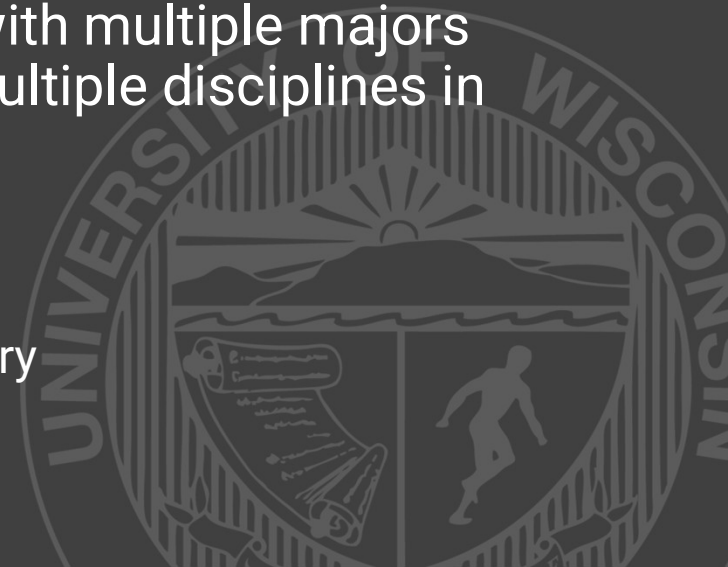 vith multiple majors
ultiple disciplines in
ry
UNIVERSITY OF WISCONSIN